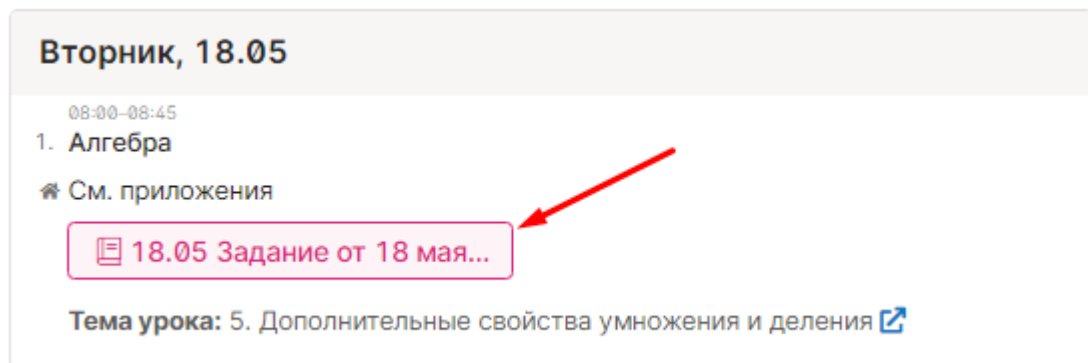 Вторник, 18.05
08:00–08:45
1. Алгебра
См. приложения
18.05 Задание от 18 мая...
Тема урока: 5. Дополнительные свойства умножения и деления